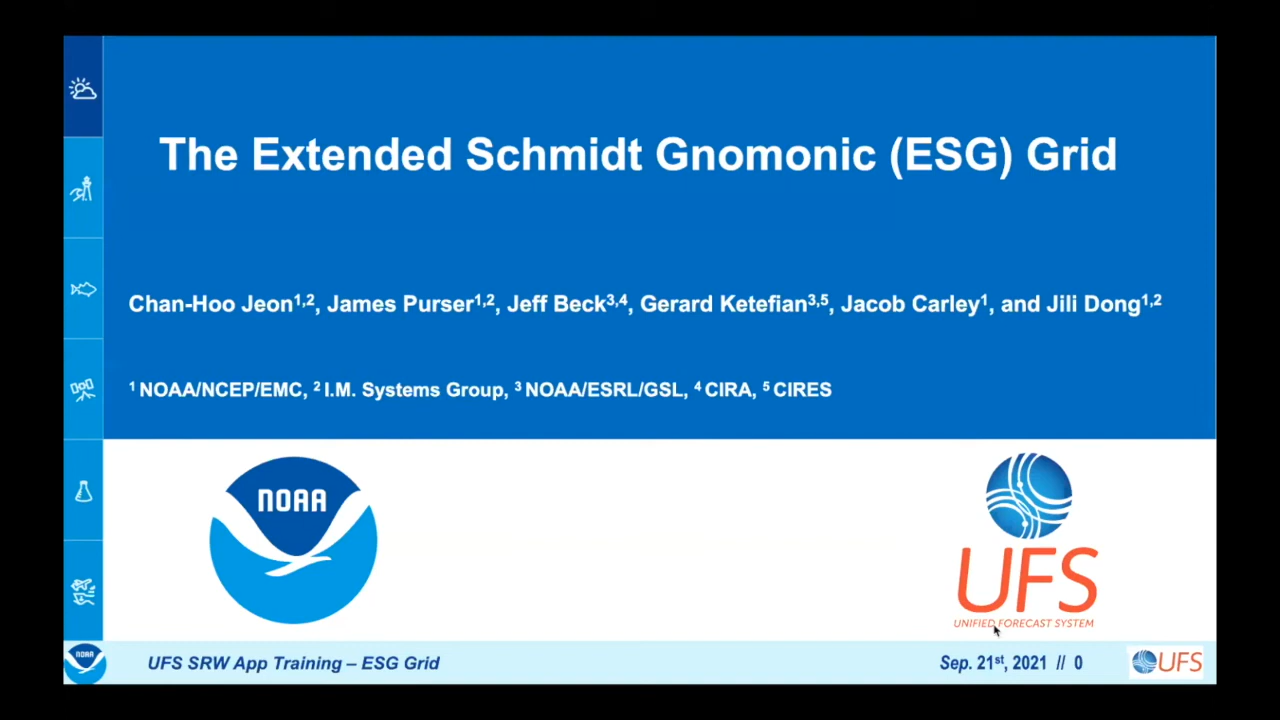 The Extended Schmidt Gnomonic (ESG) Grid
Chan-Hoo Jeon1,2, James Purser1,2, Jeff Beck3,4, Gerard Ketefian3,5, Jacob Carley1, and Jili Dong1,2
1 NOAA/NCEP/EMC, 2 I.M. Systems Group, 3 NOAA/ESRL/GSL, 4 CIRA, 5 CIRES
NOAA
UFS
UNIFIED FORECAST SYSTEM
NOAA
UFS SRW App Training – ESG Grid
Sep. 21st, 2021 // 0
UFS